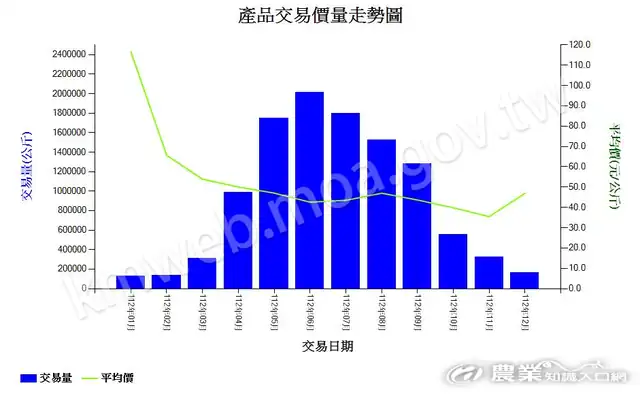 產品交易價量走勢圖
交易量(公斤)
2400000
2200000
2000000
1800000
1600000
1400000
1200000
1000000
800000
600000
400000
200000
0
120.0
110.0
100.0
90.0
80.0
70.0
60.0
50.0
40.0
30.0
20.0
10.0
0.0
平均價(元/公斤)
kmweb.moa.gov.tw
112年01月
112年02月
112年03月
112年04月
112年05月
112年06月
112年07月
112年08月
112年09月
112年10月
112年11月
112年12月
交易日期
交易量 平均價
農業知識入口網